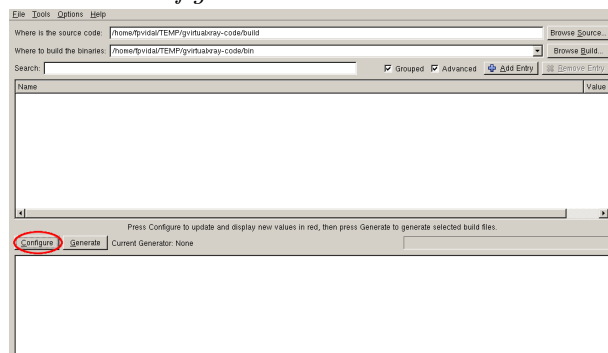 File Tools Options Help
Where is the source code: /home/fpvidal/TEMP/gvirtualxray-code/build Browse Source...
Where to build the binaries: /home/fpvidal/TEMP/gvirtualxray-code/bin Browse Build...
Search: Grouped Advanced Add Entry Remove Entry
Name Value
Press Configure to update and display new values in red, then press Generate to generate selected build files.
Configure Generate Current Generator: None